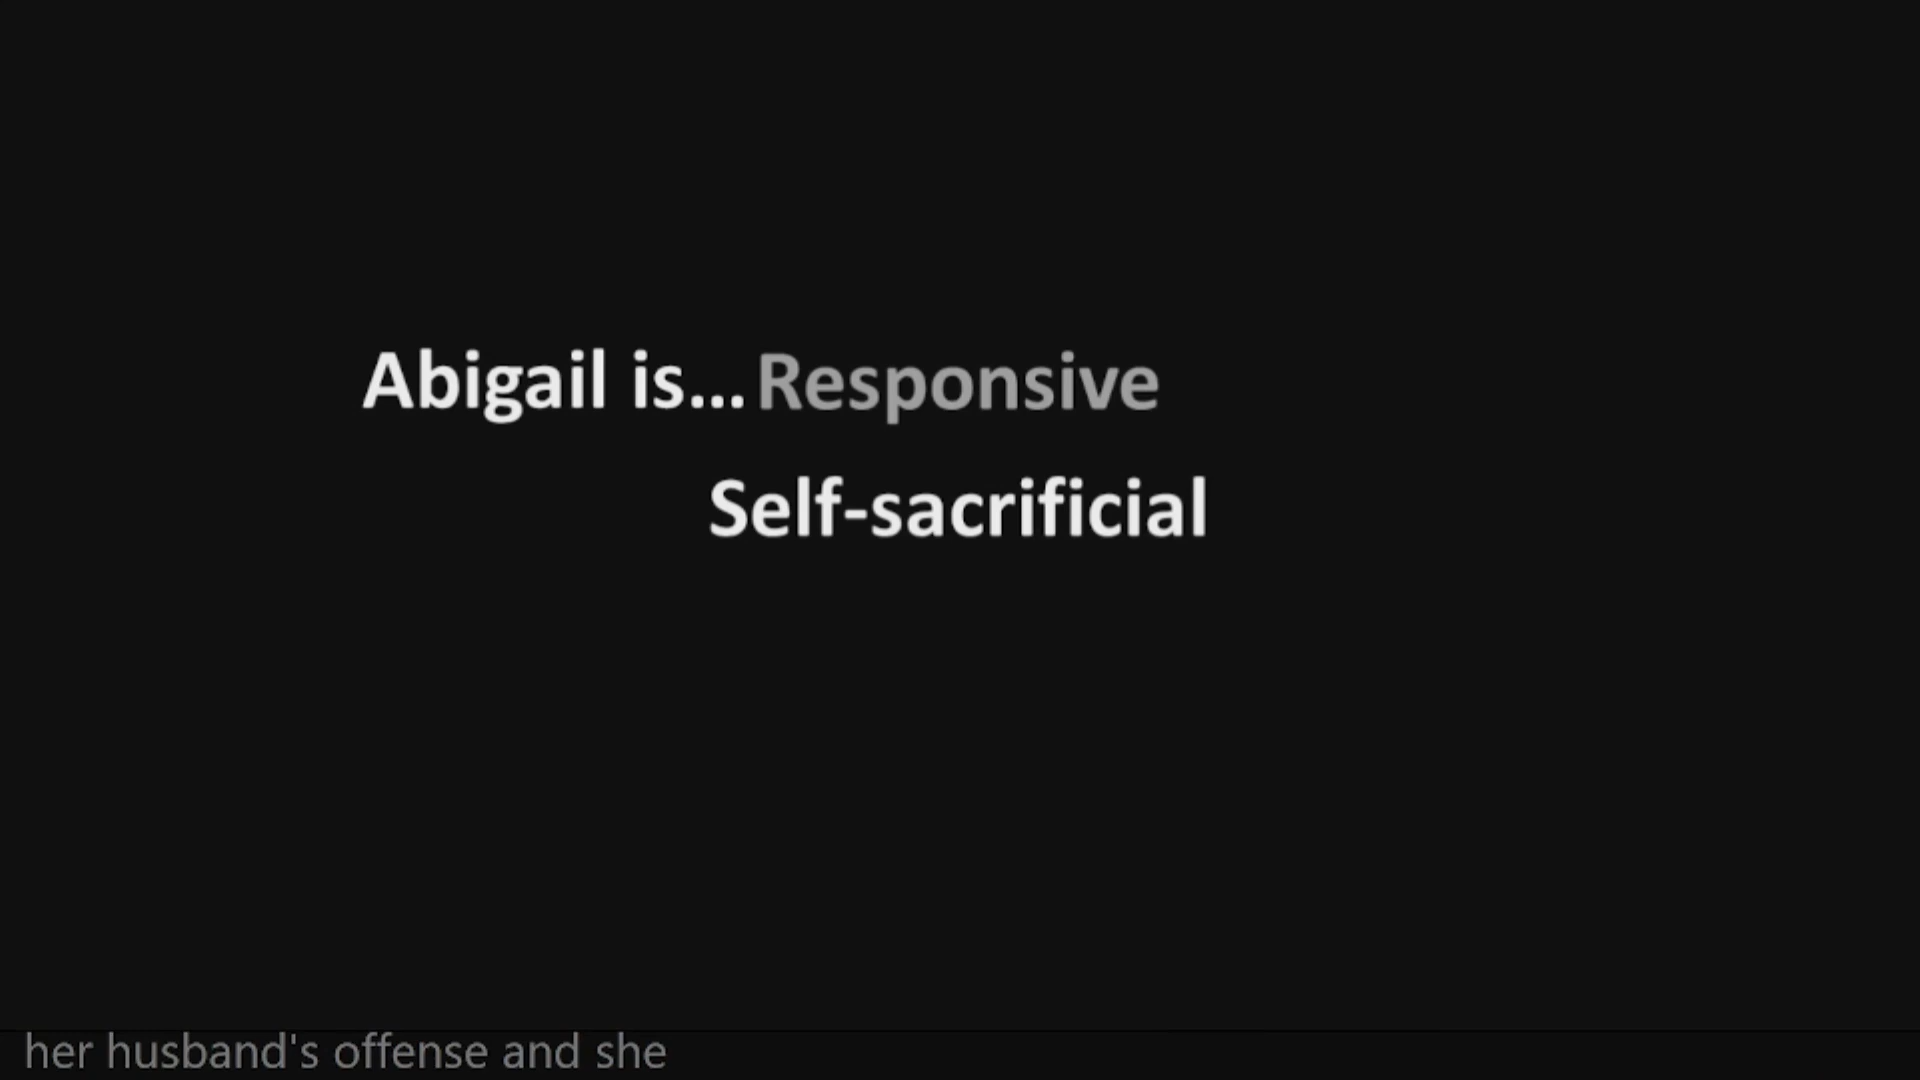 Abigail is...Responsive
Self-sacrificial
her husband's offense and she